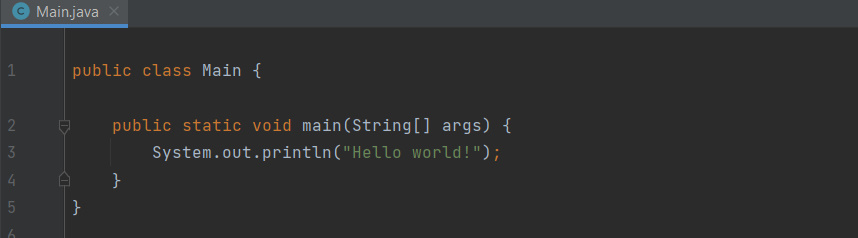 Main.java
1 public class Main {
2 public static void main(String[] args) {
3 System.out.println("Hello world!");
4 }
5 }
6